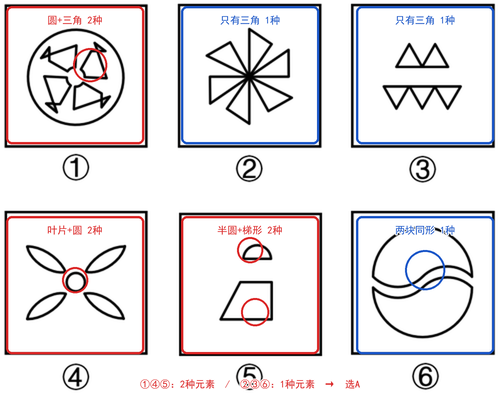 圆+三角 2种
只有三角 1种
只有三角 1种
①
②
③
叶片+圆 2种
半圆+梯形 2种
两块同形 1种
④
⑤
⑥
①④⑤: 2种元素 / ②③⑥: 1种元素 → 选A